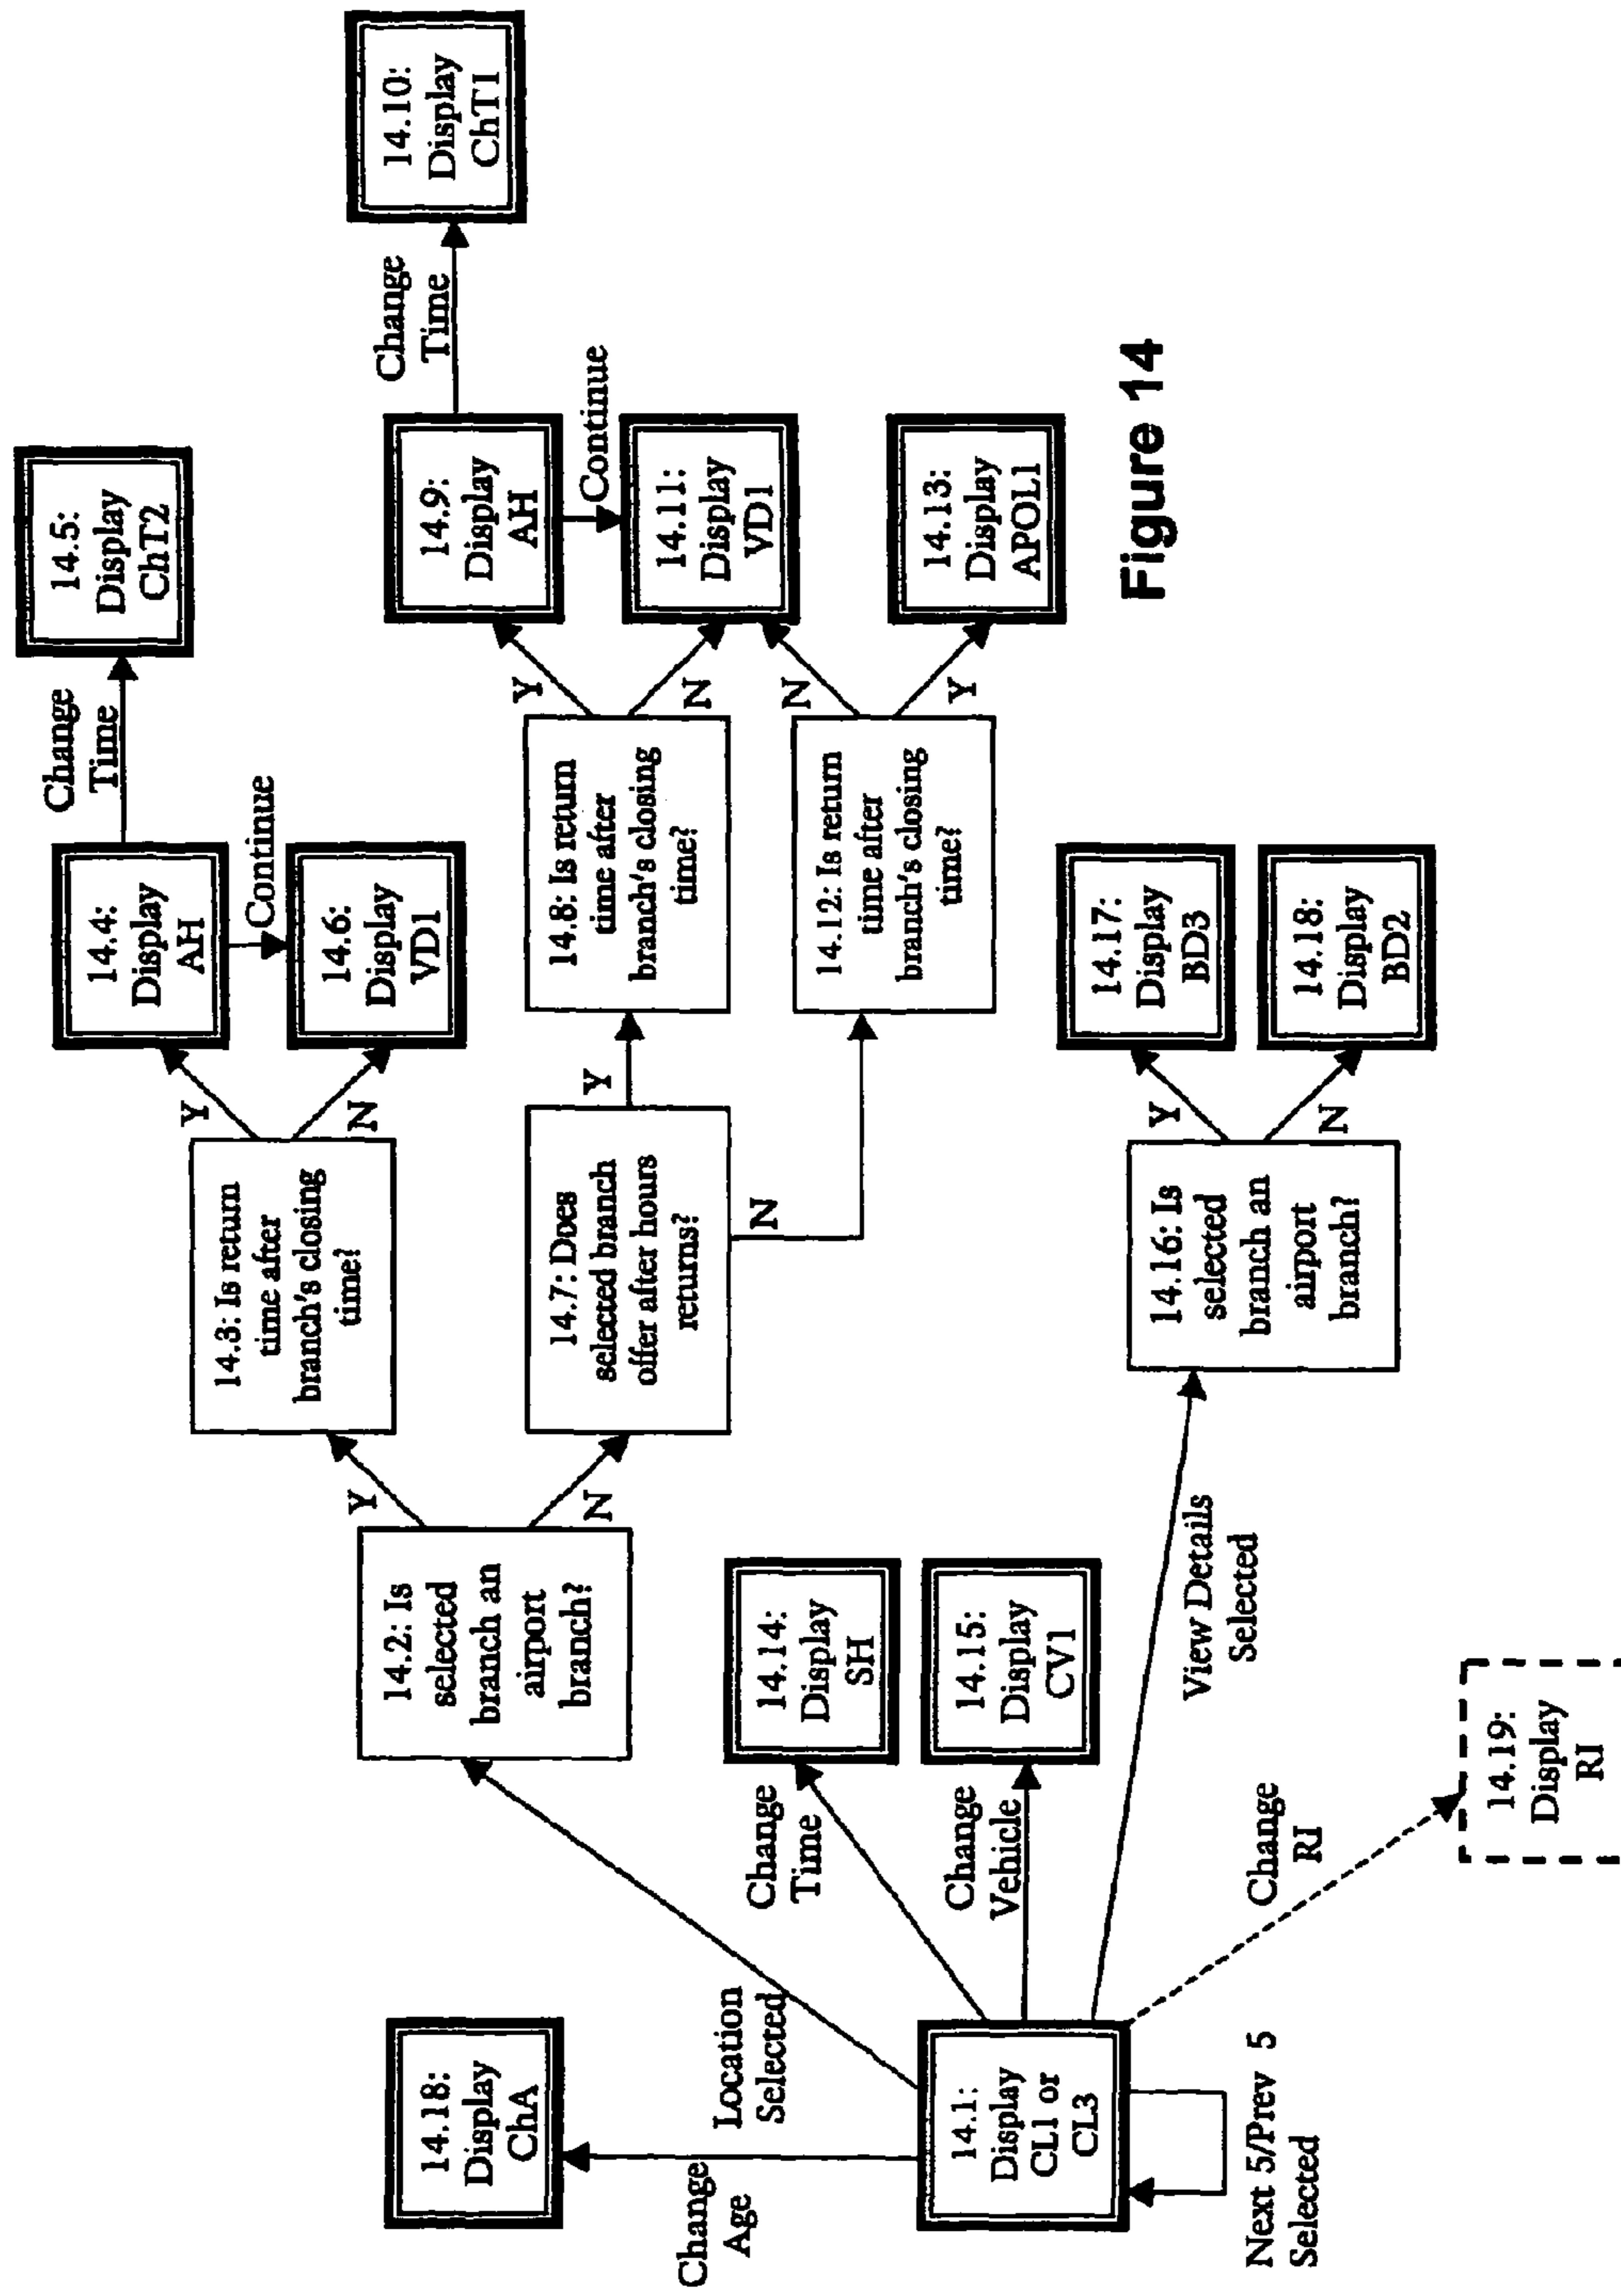 14.5:
Display
ChT2
Change
Time
14.4:
Display
AH
Continue
14.6:
Display
VD1
Y
N
14.3: Is return
time after
branch's closing
time?
Y
N
14.2: Is
selected
branch an
airport
branch?
14.10:
Display
ChT1
Change
Time
14.9:
Display
AH
Continue
14.11:
Display
VD1
14.13:
Display
APOL1
Y
N
N
Y
14.8: Is return
time after
branch's closing
time?
14.12: Is return
time after
branch's closing
time?
Y
N
14.7: Does
selected branch
offer after hours
returns?
14.18:
Display
ChA
Change
Age
Location
Selected
14.14:
Display
SH
Change
Time
14.15:
Display
CV1
Change
Vehicle
14.1:
Display
CL1 or
CL3
Next 5/Prev 5
Selected
View Details
Selected
14.16: Is
selected
branch an
airport
branch?
Y
N
14.17:
Display
BD3
14.18:
Display
BD2
Change
RI
14.19:
Display
RI
Figure 14